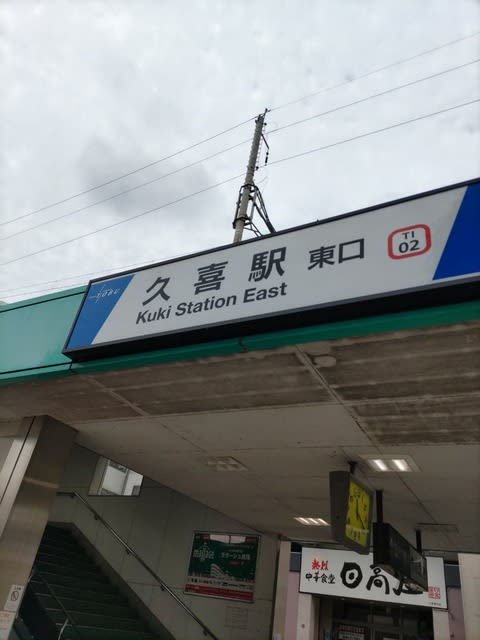 TOBU
久喜駅 東口
TI
02
Kuki Station East
熱烈
中華食堂
日高屋